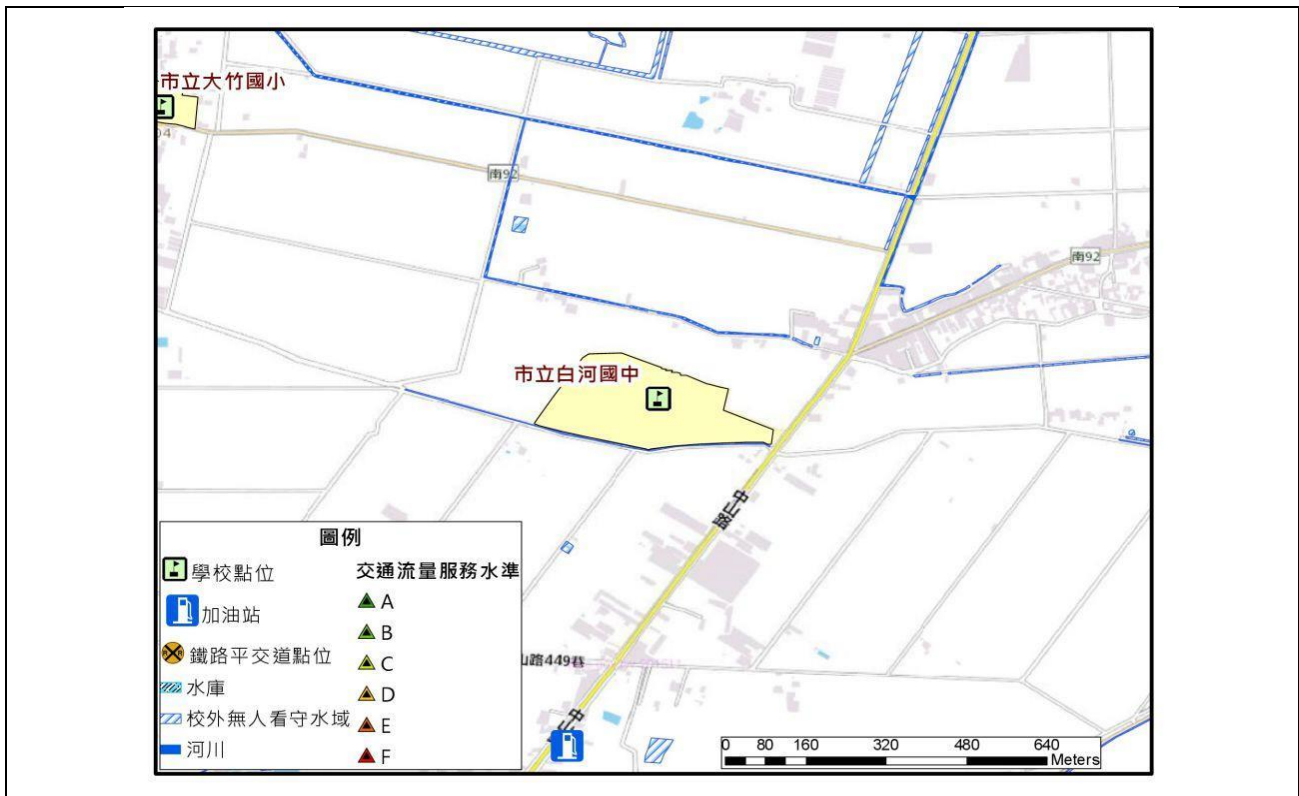 市立大竹國小
04
南92
南92
市立白河國中
中山路
山路449巷
中山
圖例
學校點位
加油站
鐵路平交道點位
水庫
校外無人看守水域
河川
交通流量服務水準
A
B
C
D
E
F
0 80 160 320 480 640
Meters